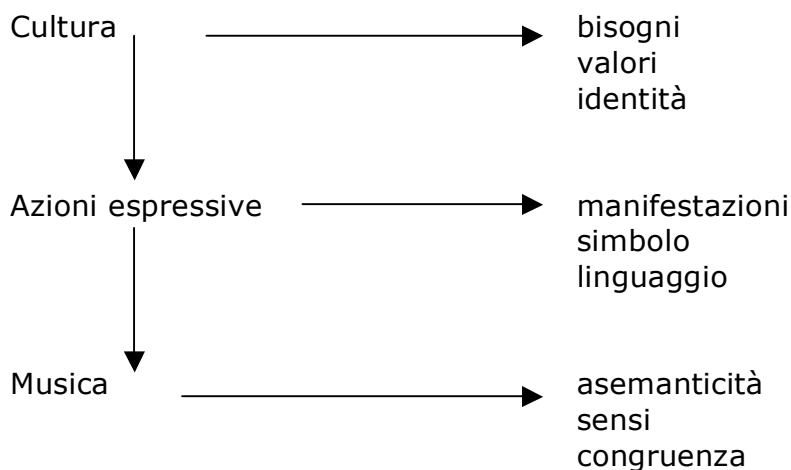 Cultura bisogni
valori
identità
Azioni espressive manifestazioni
simbolo
linguaggio
Musica asemanticità
sensi
congruenza